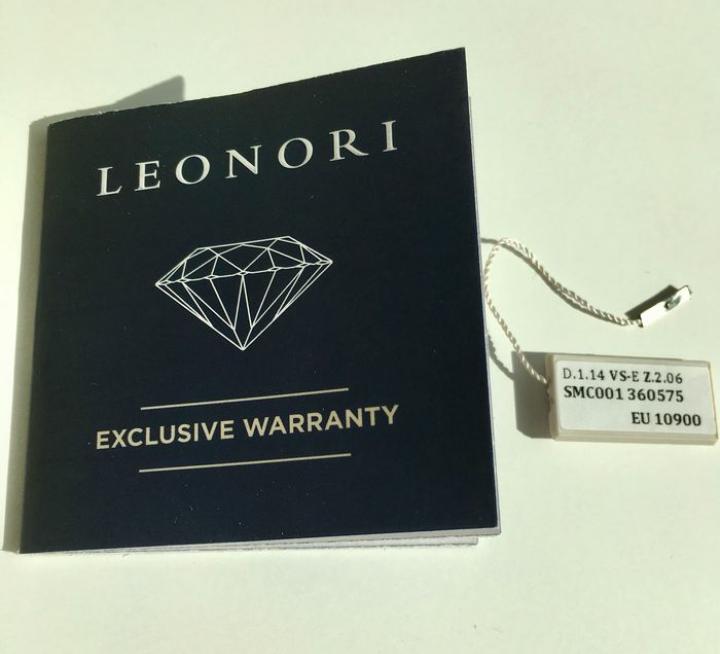 LEONORI
EXCLUSIVE WARRANTY
D.1.14 VS-E Z.2.06
SMC001 360575
EU 10900